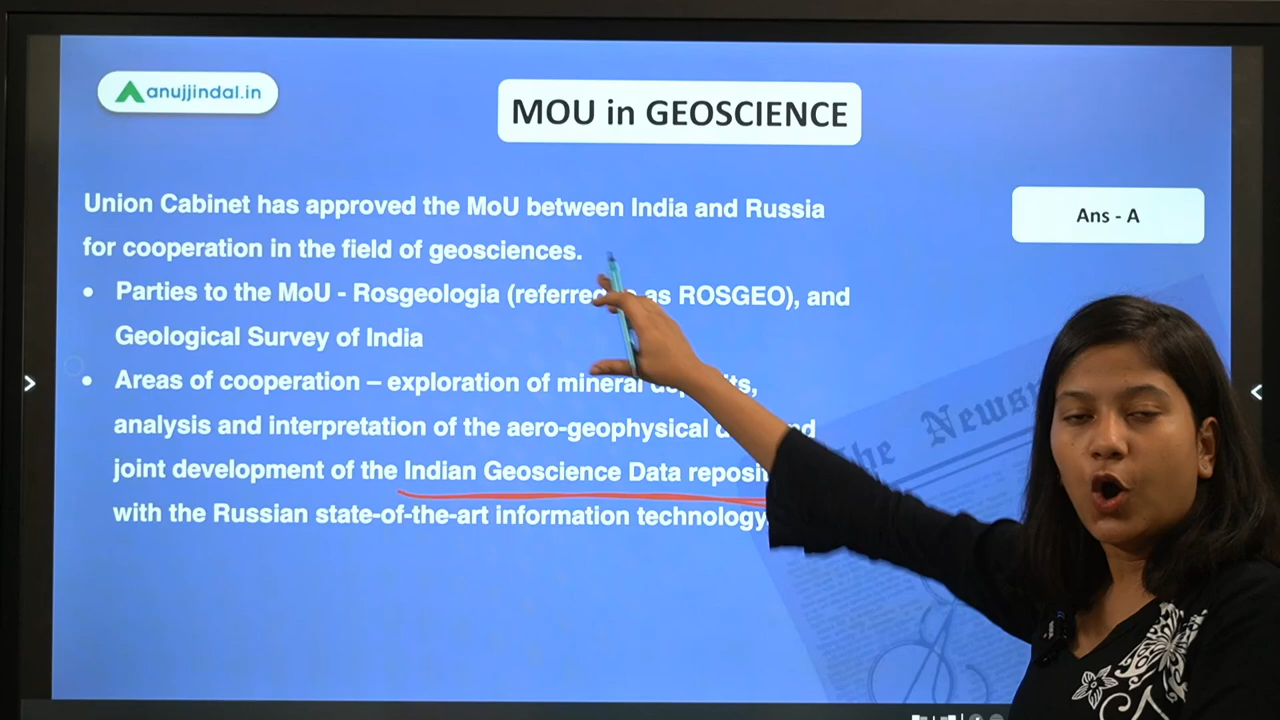 anujjindal.in
MOU in GEOSCIENCE
Union Cabinet has approved the MoU between India and Russia
for cooperation in the field of geosciences.
Ans - A
• Parties to the MoU - Rosgeologia (referred as ROSGEO), and
Geological Survey of India
• Areas of cooperation – exploration of mineral
analysis and interpretation of the aero-geophysical
joint development of the Indian Geoscience Data
with the Russian state-of-the-art information technology
The Newsp